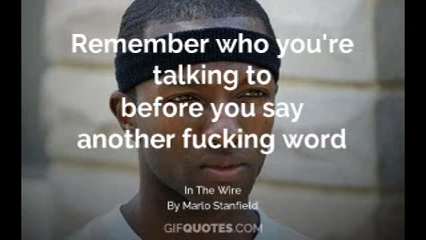 Remember who you're
talking to
before you say
another fucking word
In The Wire
By Marlo Stanfield
GIFQUOTES.COM